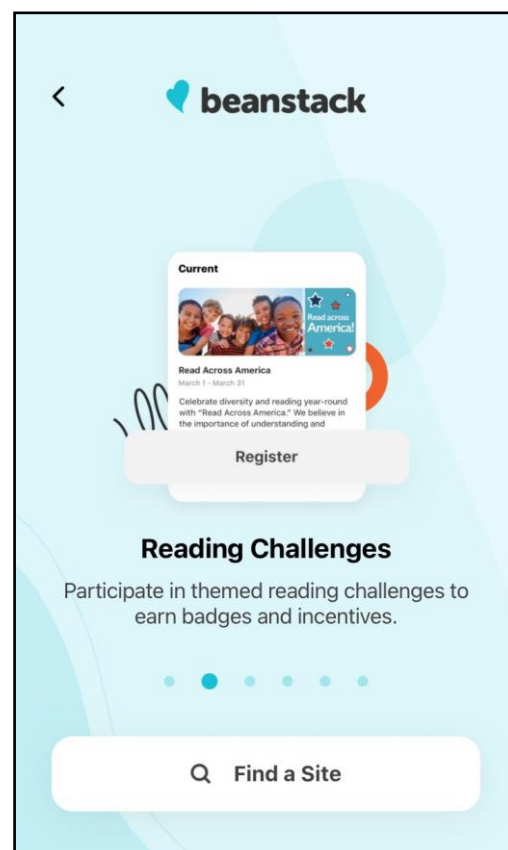 beanstack
Current
Read across
America!
Read Across America
March 1 - March 31
Celebrate diversity and reading year-round
with “Read Across America.” We believe in
the importance of understanding and
Register
Reading Challenges
Participate in themed reading challenges to
earn badges and incentives.
Find a Site